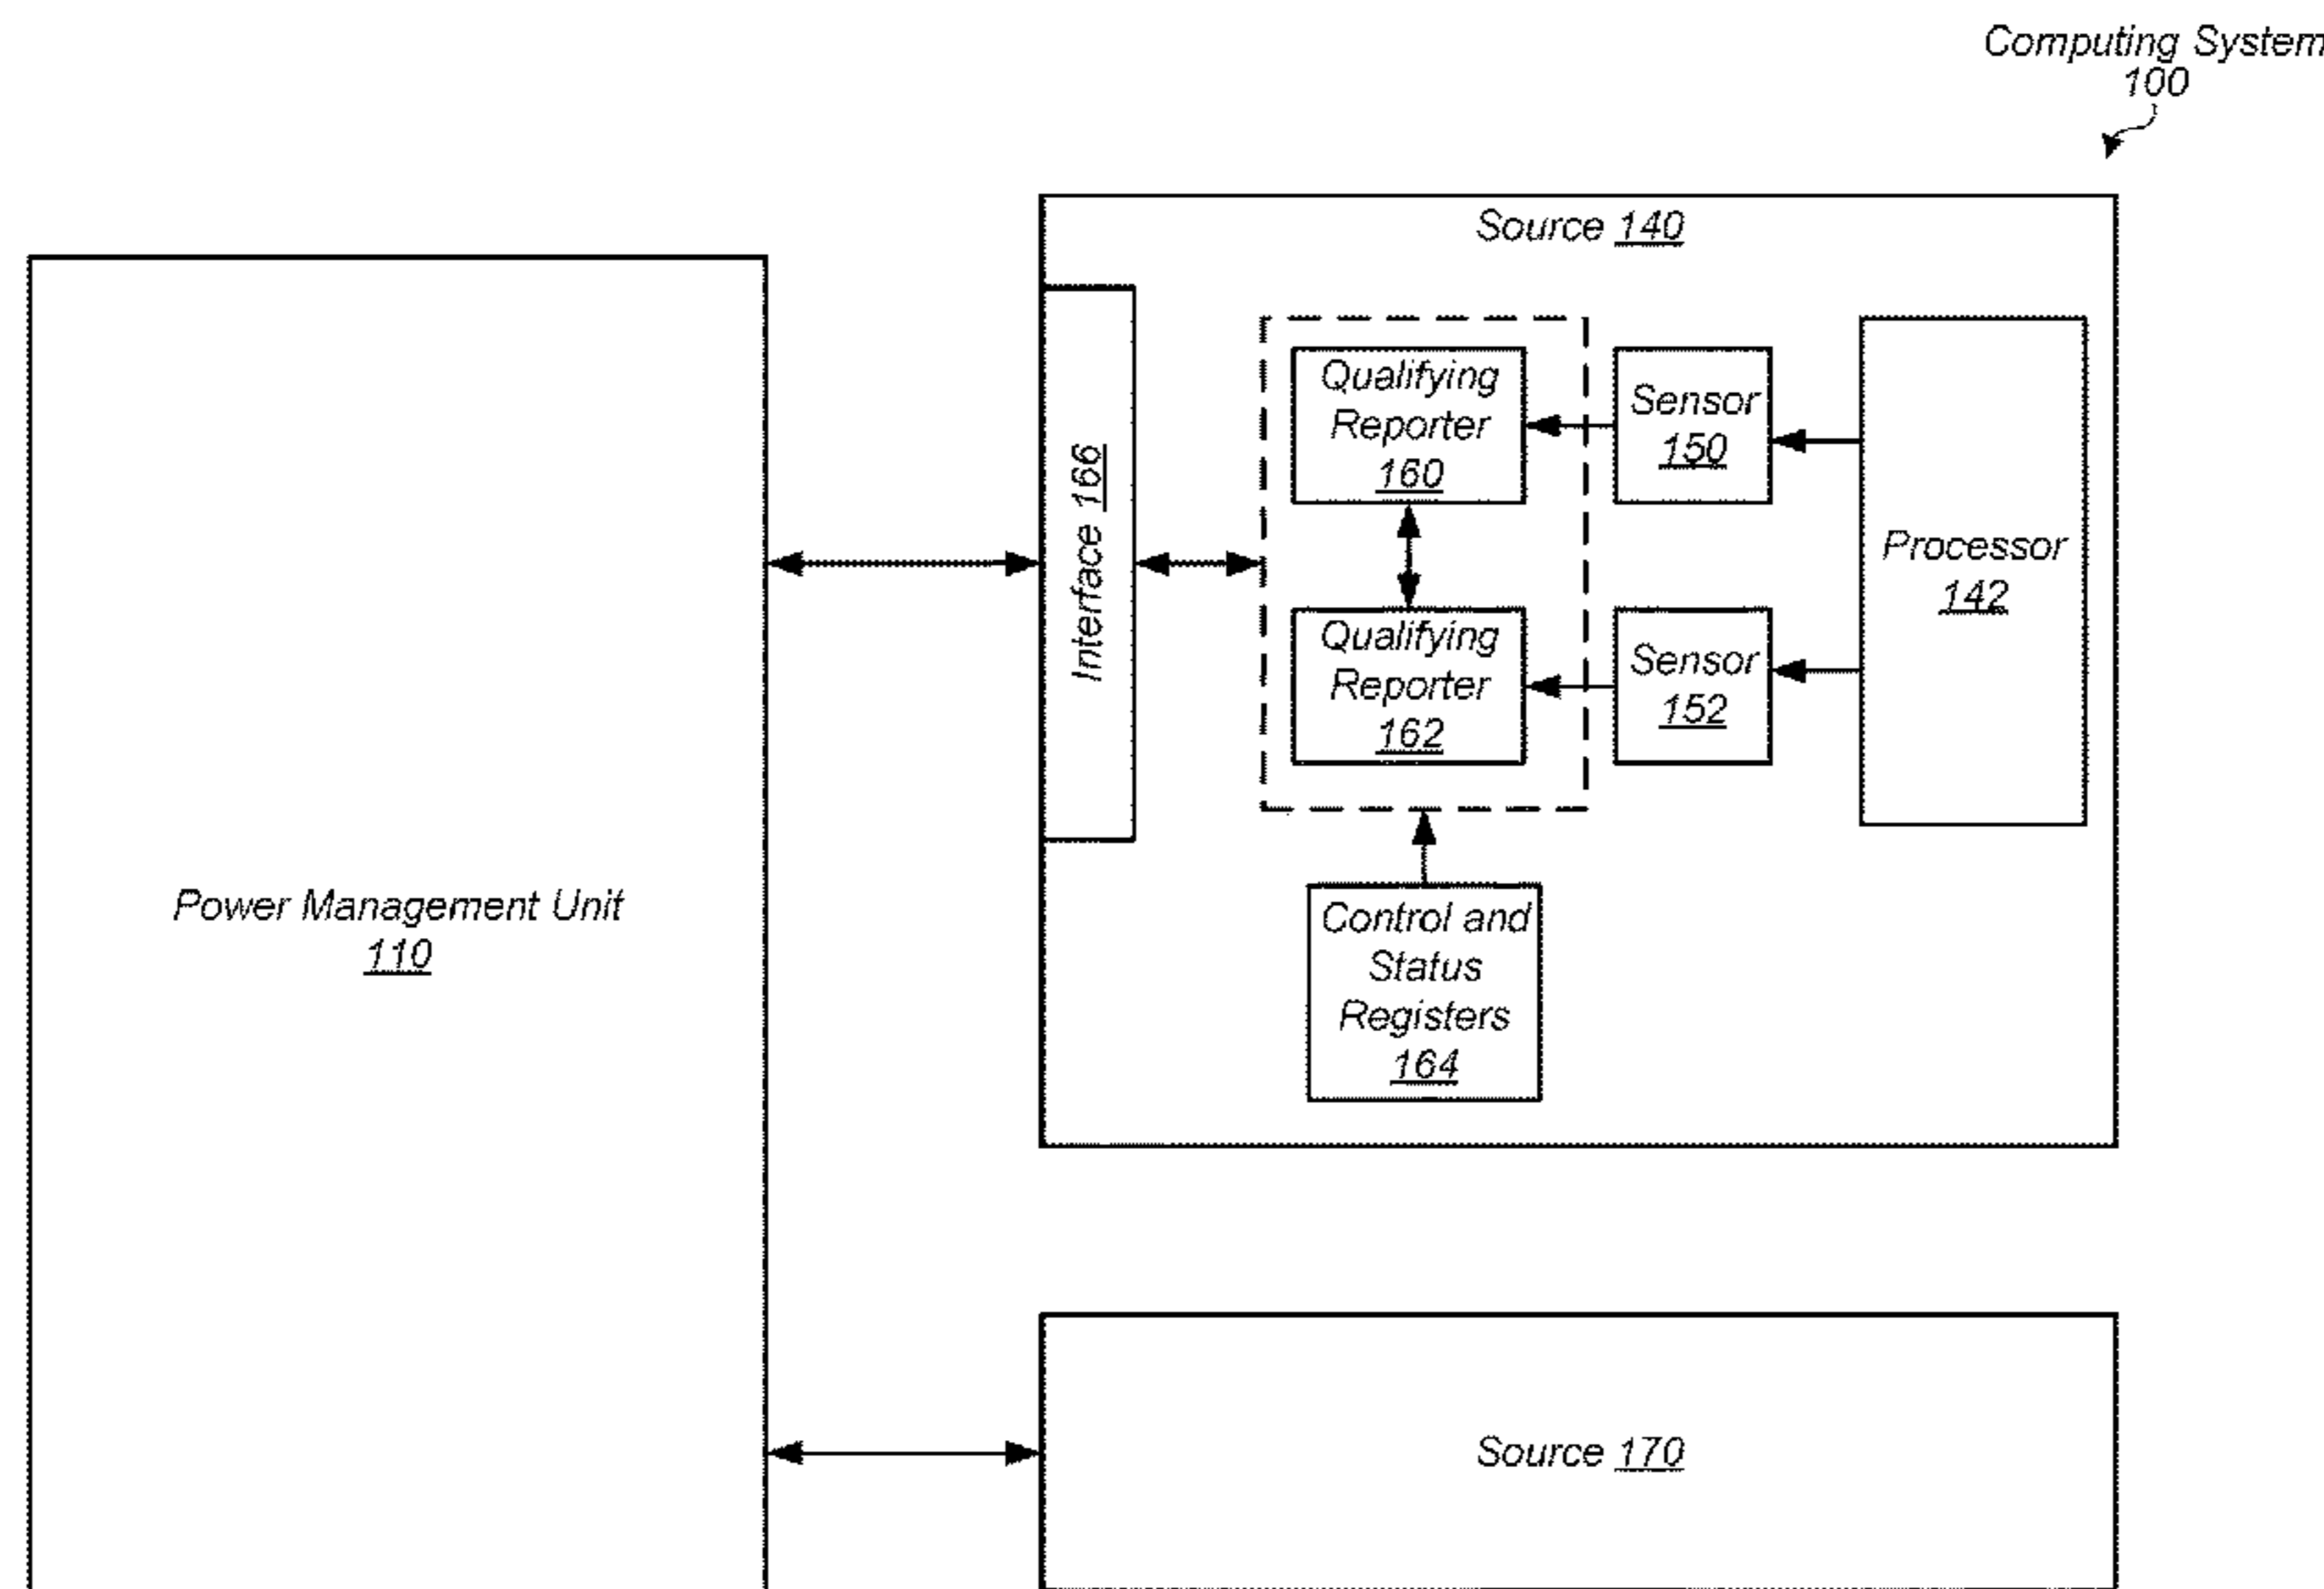 Computing System
100
Source 140
Qualifying
Reporter
160
Sensor
150
Interface 166
Processor
142
Qualifying
Reporter
162
Sensor
152
Power Management Unit
110
Control and
Status
Registers
164
Source 170